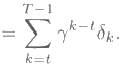 = \sum_{k=t}^{T-1} \gamma^{k-t} \delta_k.